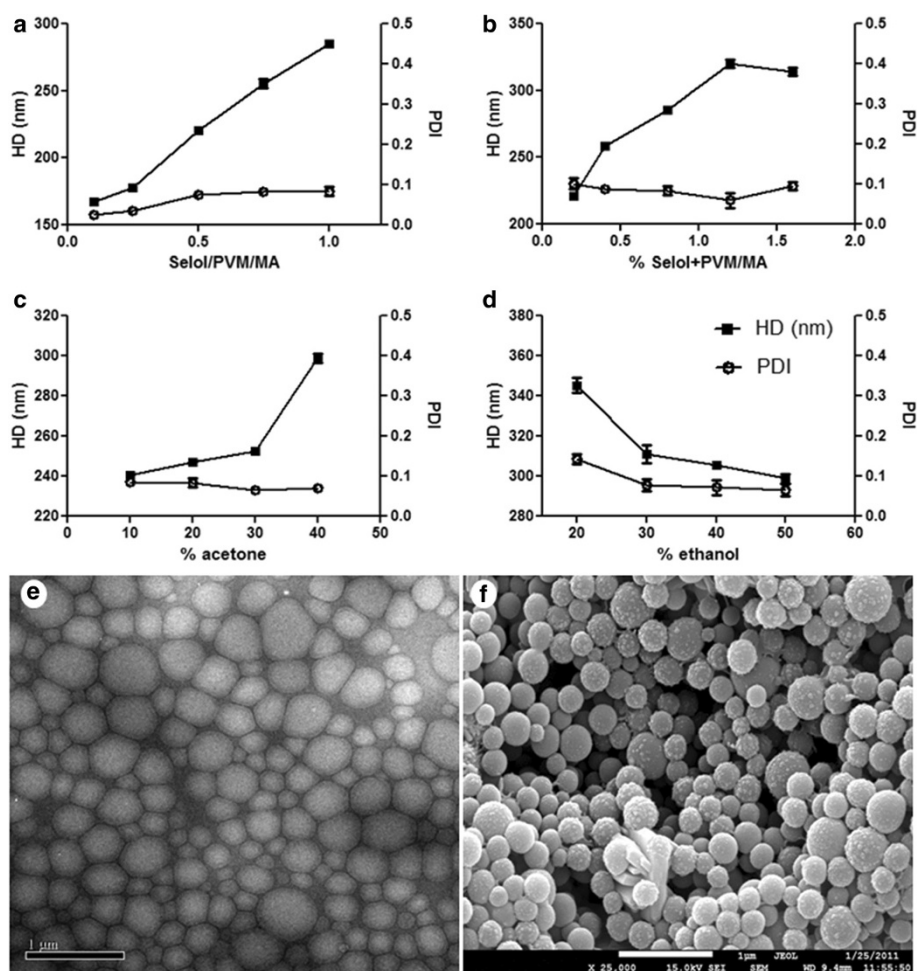 a
300
250
200
150
HD (nm)
0.5
0.4
0.3
0.2
0.1
0.0
PDI
0.0 0.5 1.0
Selol/PVM/MA
b
350
300
250
200
HD (nm)
0.5
0.4
0.3
0.2
0.1
0.0
PDI
0.0 0.5 1.0 1.5 2.0
% Selol+PVM/MA
c
320
300
280
260
240
220
HD (nm)
0.5
0.4
0.3
0.2
0.1
0.0
PDI
0 10 20 30 40 50
% acetone
d
380
360
340
320
300
280
HD (nm)
HD (nm)
PDI
0.5
0.4
0.3
0.2
0.1
0.0
PDI
20 30 40 50 60
% ethanol
e
1 µm
f
1µm JEOL 1/25/2011
X 25.000 15.0kV SEI SEM WD 9.4mm 11:55:50